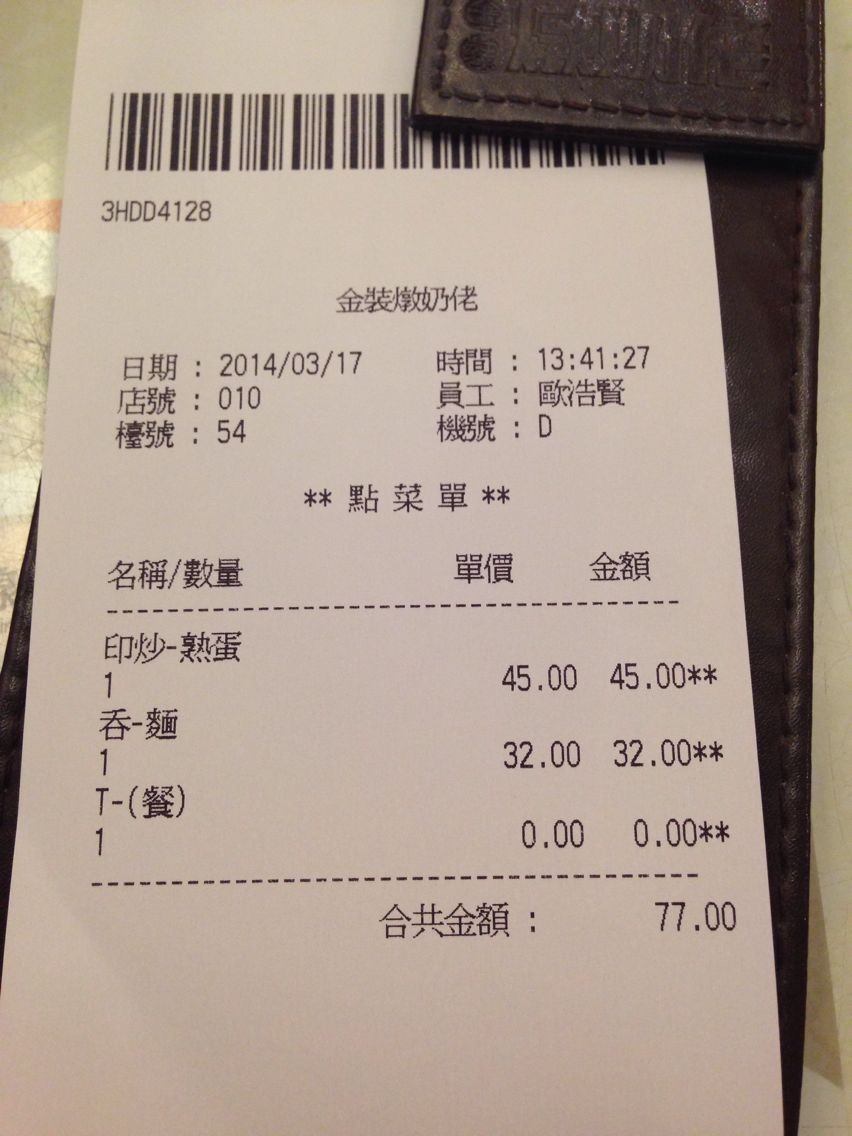 3HDD4128
金裝燉奶佬
日期 : 2014/03/17 時間 : 13:41:27
店號 : 010 員工 : 歐浩賢
檯號 : 54 機號 : D
** 點 菜 單 **
名稱/數量 單價 金額
印炒-熟蛋
1 45.00 45.00**
呑-麵
1 32.00 32.00**
T-(餐)
1 0.00 0.00**
合共金額 : 77.00